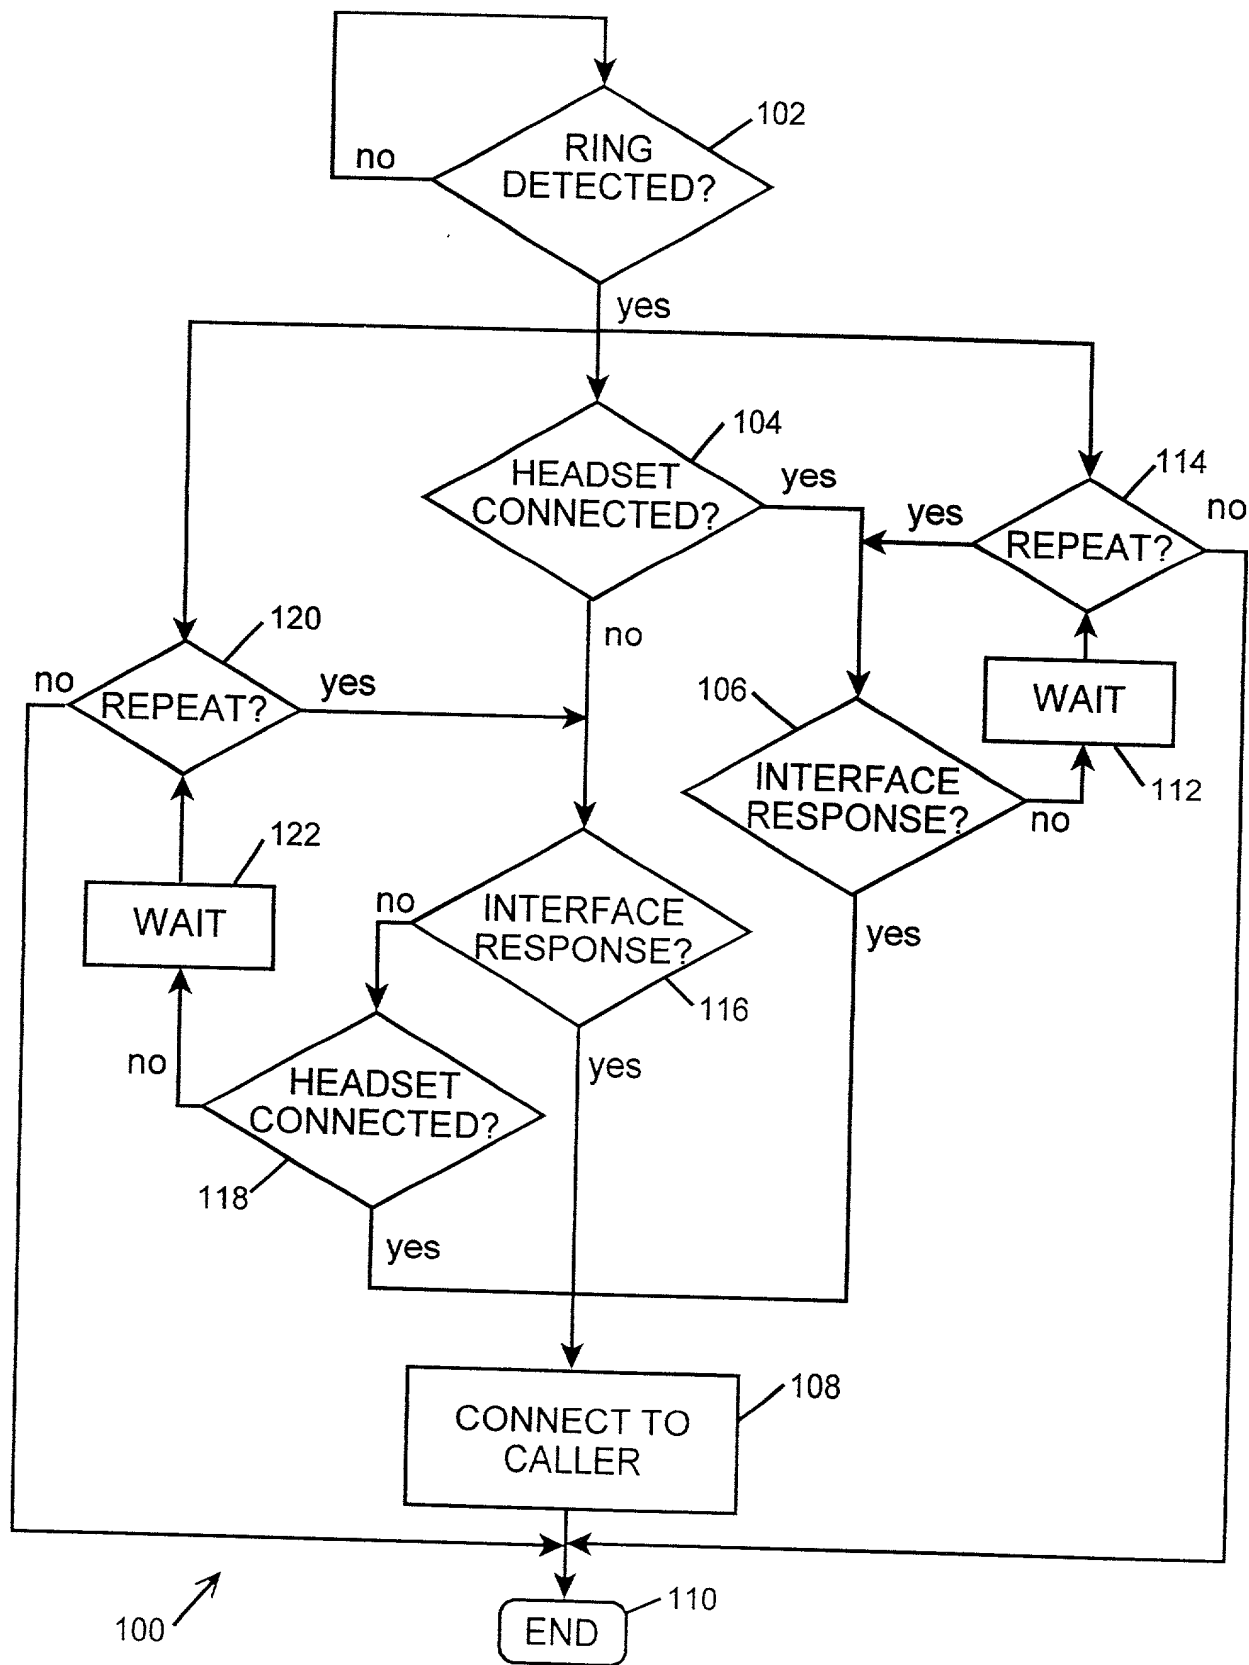 102
RING
DETECTED?
no
yes
104
HEADSET
CONNECTED?
yes
114
yes
no
REPEAT?
120
no
no
yes
REPEAT?
106
WAIT
112
INTERFACE
RESPONSE?
no
122
WAIT
no
INTERFACE
RESPONSE?
yes
116
no
yes
HEADSET
CONNECTED?
118
yes
108
CONNECT TO
CALLER
100
110
END